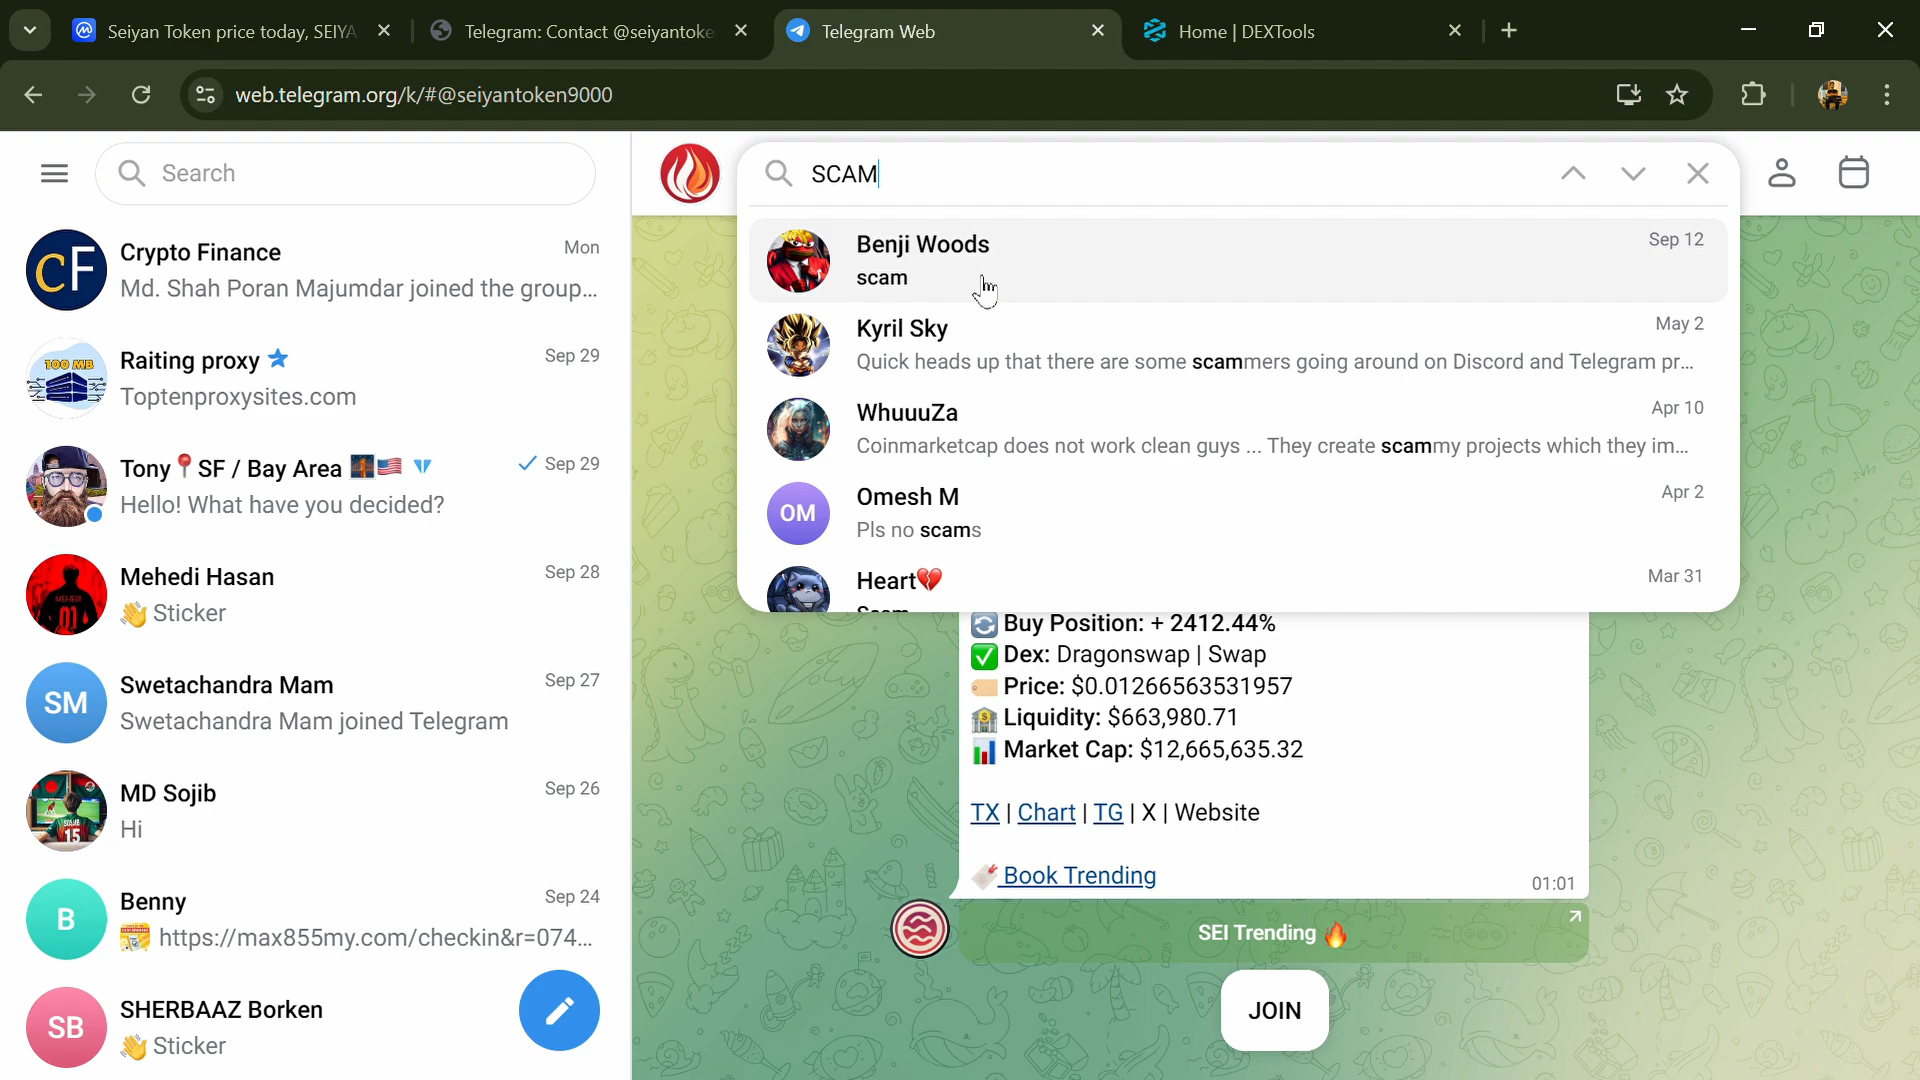 Seiyan Token price today, SEIYA
Telegram: Contact @seiyantoke
Telegram Web
Home | DEXTools
web.telegram.org/k/#@seiyantoken9000
Search
Crypto Finance
Mon
Md. Shah Poran Majumdar joined the group...
Raiting proxy
Sep 29
Toptenproxysites.com
Tony📍SF / Bay Area 🌉🇺🇸
Sep 29
Hello! What have you decided?
Mehedi Hasan
Sep 28
👋 Sticker
SM
Swetachandra Mam
Sep 27
Swetachandra Mam joined Telegram
MD Sojib
Sep 26
Hi
B
Benny
Sep 24
https://max855my.com/checkin&r=074...
SB
SHERBAAZ Borken
👋 Sticker
SCAM
Benji Woods
Sep 12
scam
Kyril Sky
May 2
Quick heads up that there are some scammers going around on Discord and Telegram pr...
WhuuuZa
Apr 10
Coinmarketcap does not work clean guys ... They create scammy projects which they im...
OM
Omesh M
Apr 2
Pls no scams
Heart💔
Mar 31
🔄 Buy Position: + 2412.44%
✅ Dex: Dragonswap | Swap
🏷️ Price: $0.01266563531957
🏦 Liquidity: $663,980.71
📊 Market Cap: $12,665,635.32
TX | Chart | TG | X | Website
Book Trending
01:01
SEI Trending 🔥
JOIN